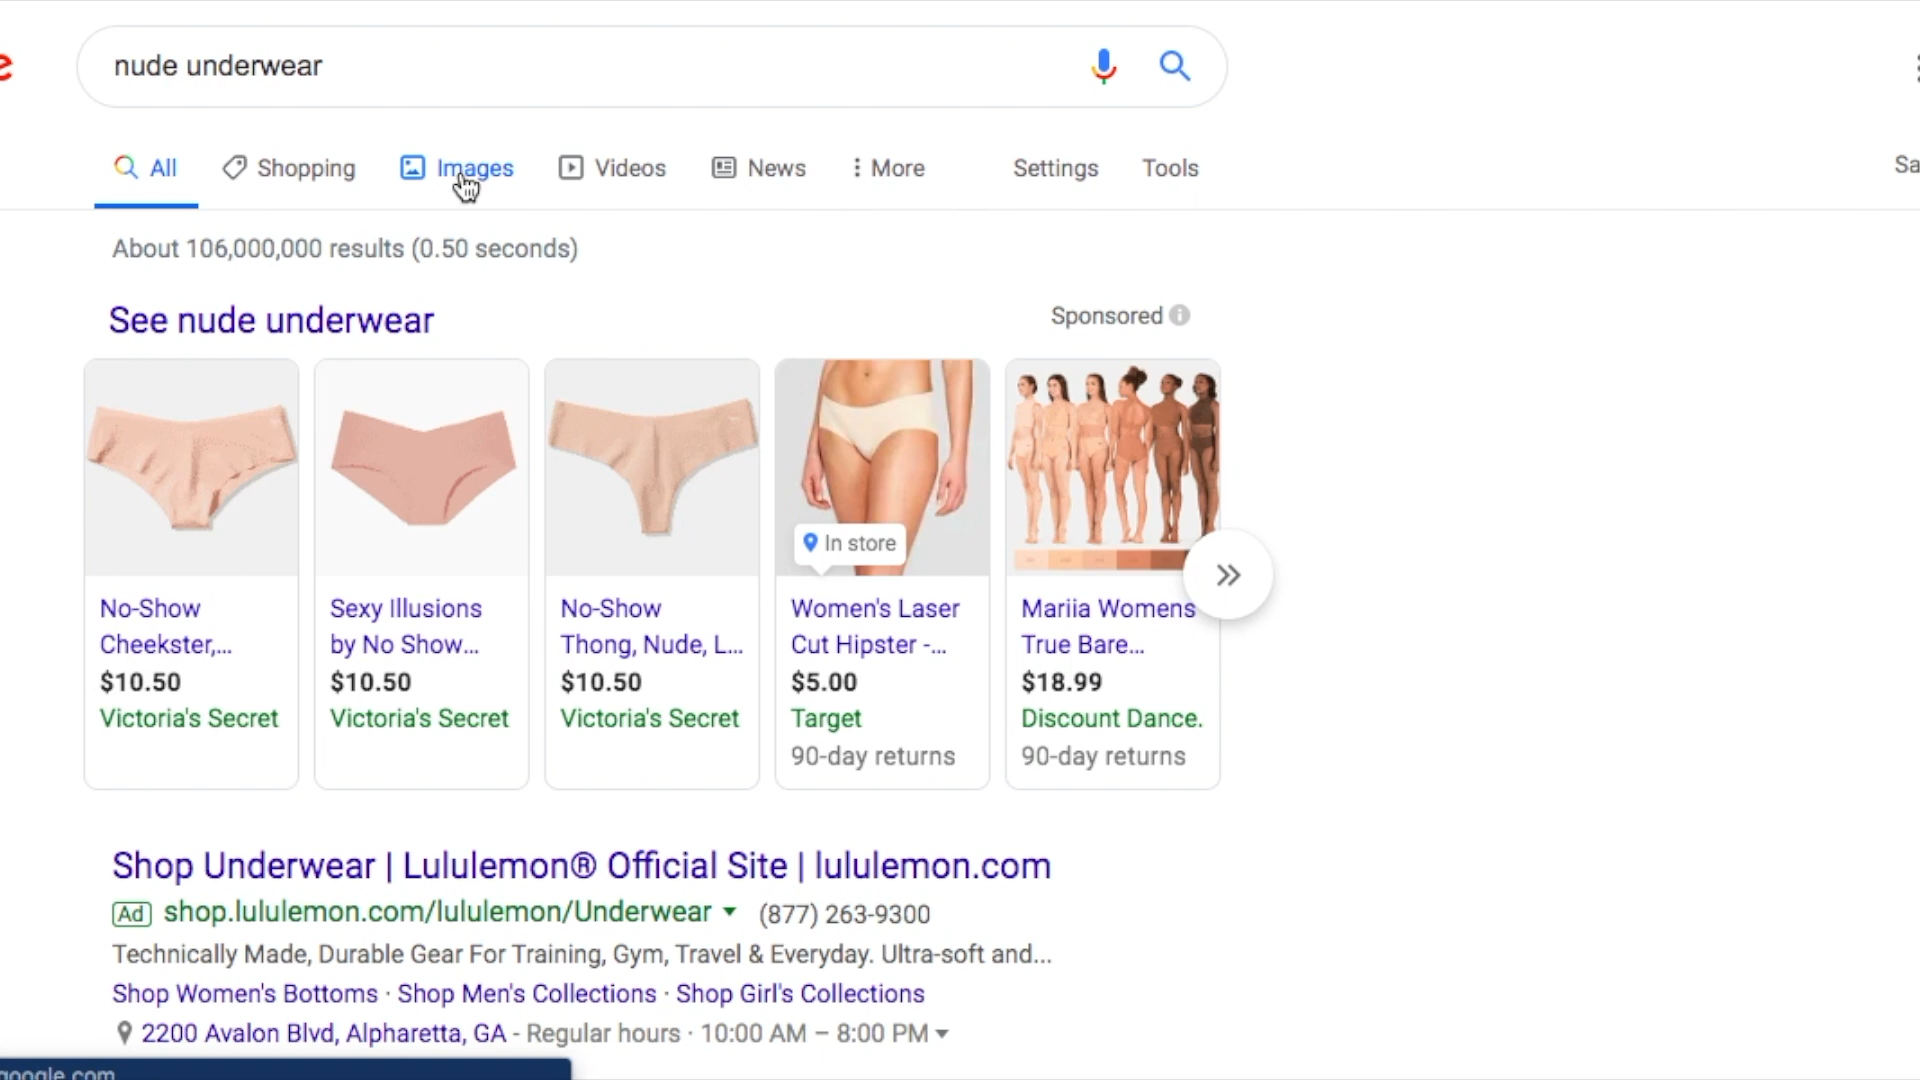 e
nude underwear
All Shopping Images Videos News More Settings Tools
Sa
About 106,000,000 results (0.50 seconds)
See nude underwear
Sponsored
In store
No-Show Cheekster,...
$10.50
Victoria's Secret
Sexy Illusions by No Show...
$10.50
Victoria's Secret
No-Show Thong, Nude, L...
$10.50
Victoria's Secret
Women's Laser Cut Hipster -...
$5.00
Target
90-day returns
Mariia Womens True Bare...
$18.99
Discount Dance.
90-day returns
Shop Underwear | Lululemon® Official Site | lululemon.com
Ad shop.lululemon.com/lululemon/Underwear (877) 263-9300
Technically Made, Durable Gear For Training, Gym, Travel & Everyday. Ultra-soft and...
Shop Women's Bottoms · Shop Men's Collections · Shop Girl's Collections
2200 Avalon Blvd, Alpharetta, GA - Regular hours · 10:00 AM – 8:00 PM
google.com